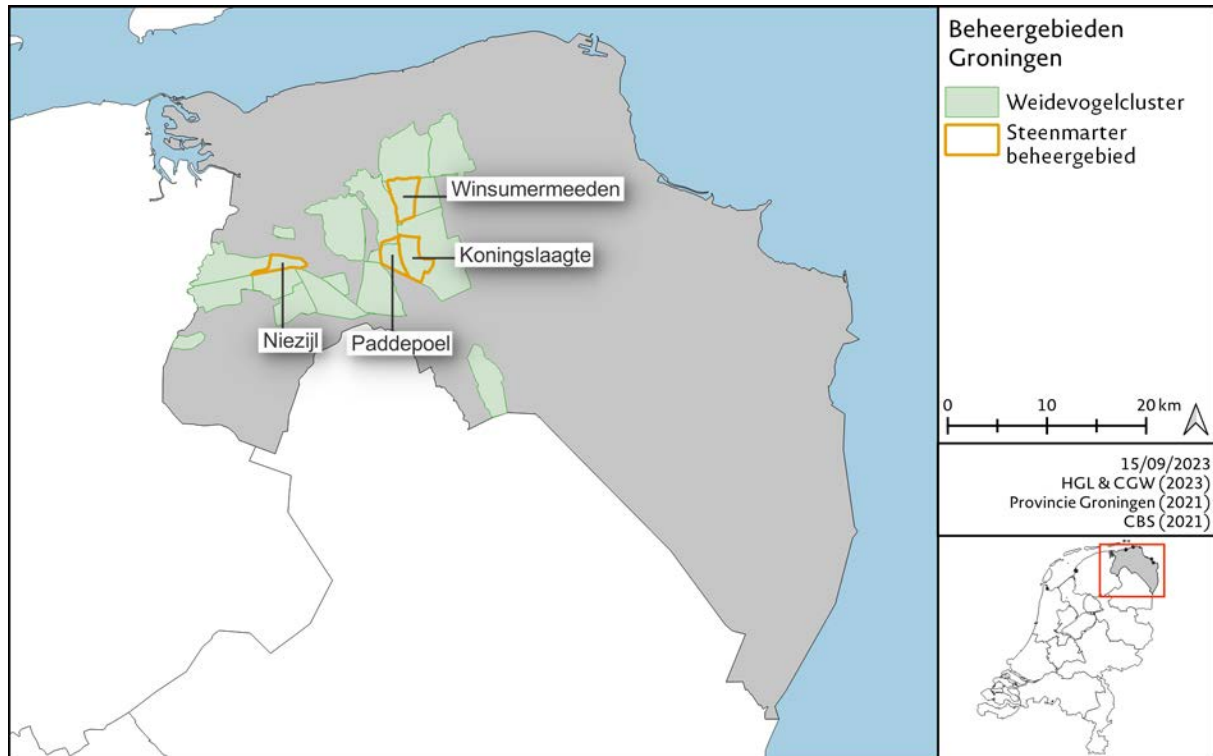 Beheergebieden
Groningen
Weidevogelcluster
Steenmarter
beheergebied
Winsumermeeden
Koningslaagte
Niezijl
Paddepoel
0 10 20 km
15/09/2023
HGL & CGW (2023)
Provincie Groningen (2021)
CBS (2021)